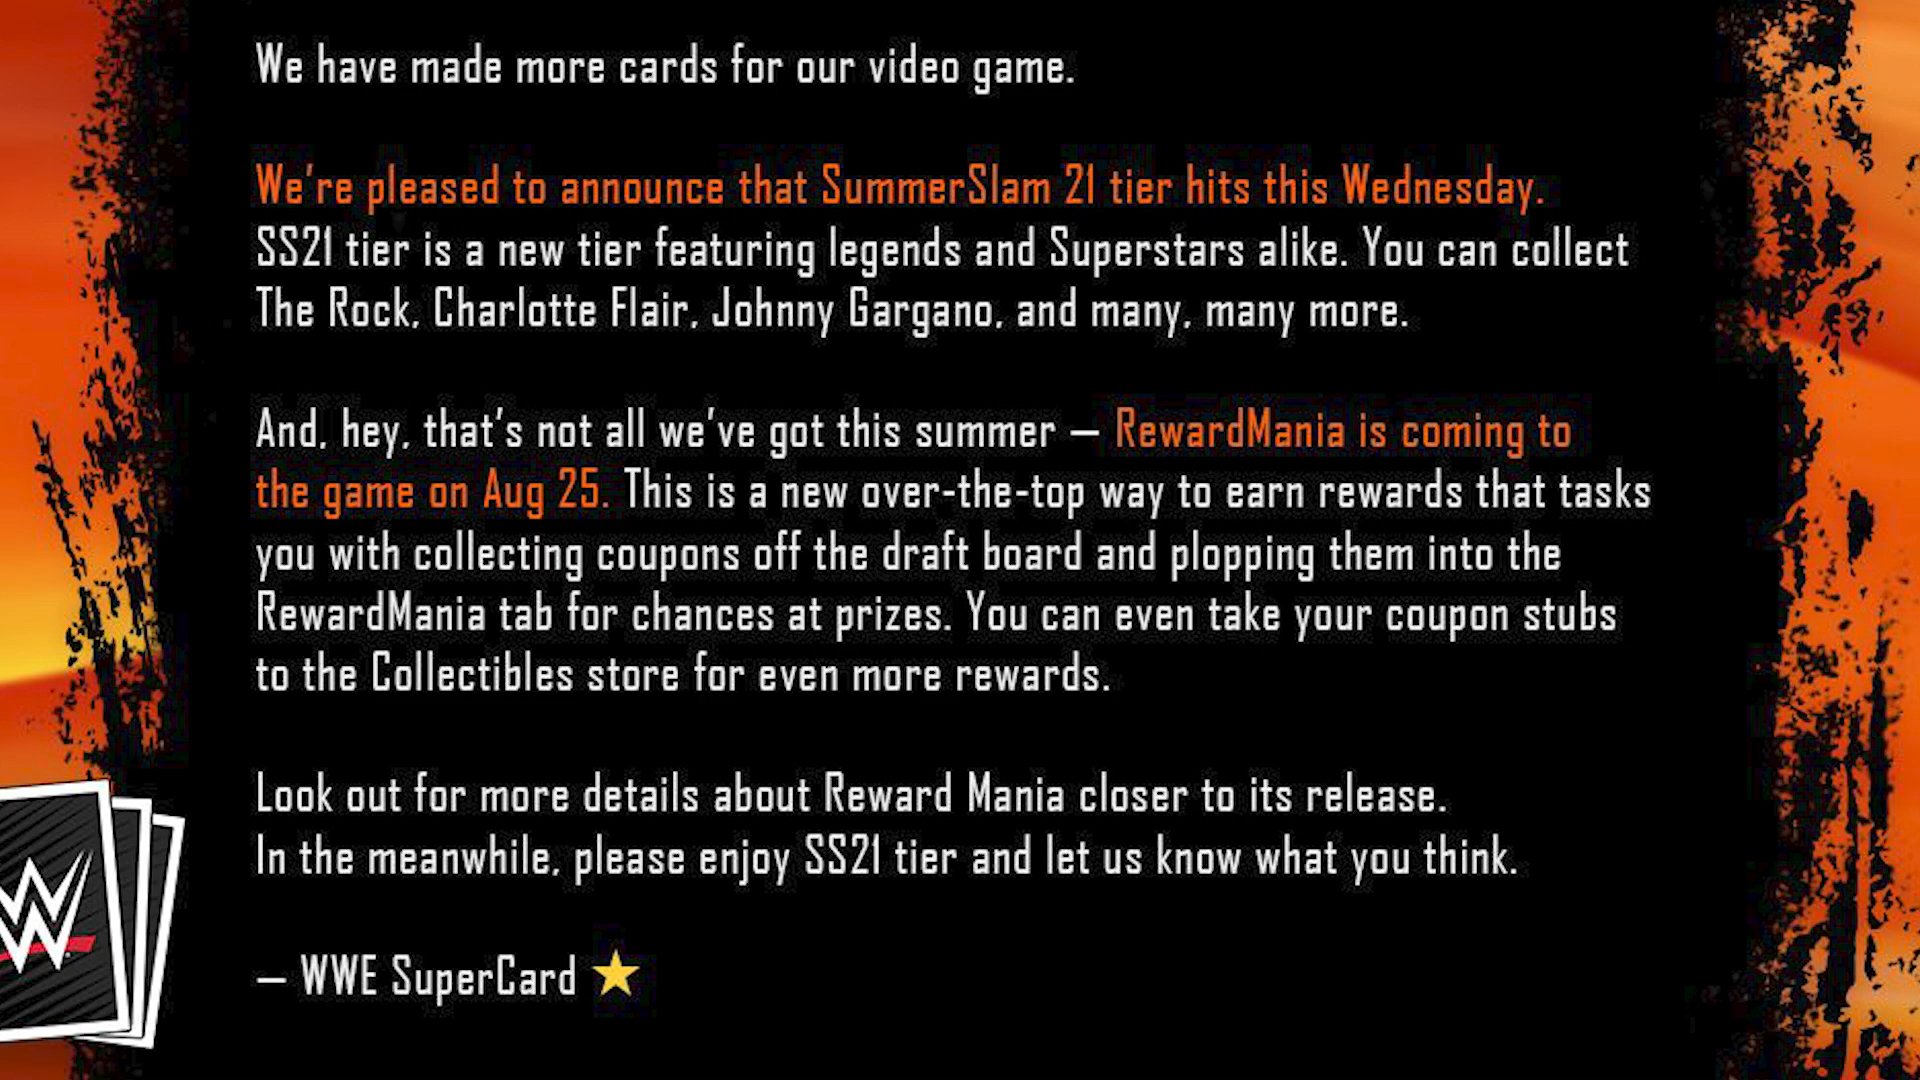 We have made more cards for our video game.
We're pleased to announce that SummerSlam 21 tier hits this Wednesday.
SS21 tier is a new tier featuring legends and Superstars alike. You can collect
The Rock, Charlotte Flair, Johnny Gargano, and many, many more.
And, hey, that's not all we've got this summer – RewardMania is coming to
the game on Aug 25. This is a new over-the-top way to earn rewards that tasks
you with collecting coupons off the draft board and plopping them into the
RewardMania tab for chances at prizes. You can even take your coupon stubs
to the Collectibles store for even more rewards.
Look out for more details about Reward Mania closer to its release.
In the meanwhile, please enjoy SS21 tier and let us know what you think.
– WWE SuperCard ★
W